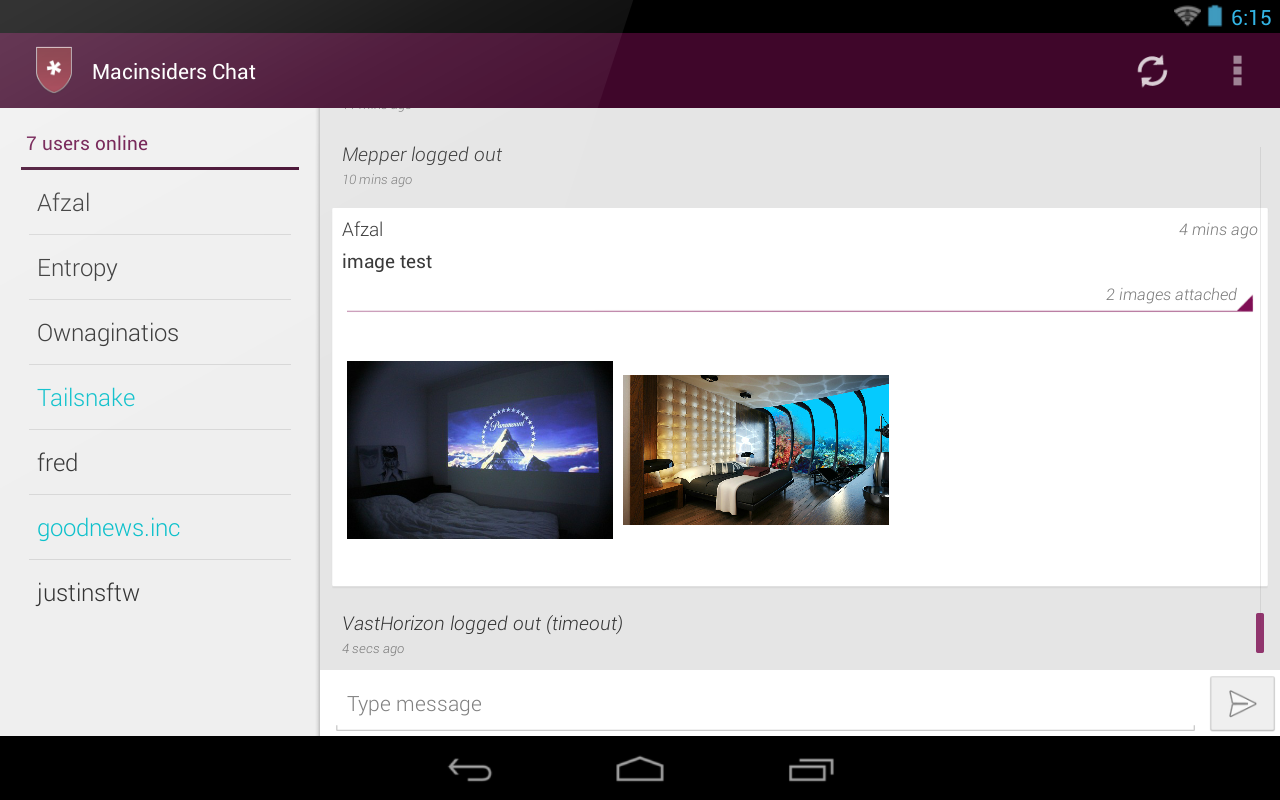 6:15
Macinsiders Chat
7 users online
Afzal
Entropy
Ownaginatios
Tailsnake
fred
goodnews.inc
justinsftw
Mepper logged out
10 mins ago
Afzal
4 mins ago
image test
2 images attached
Paramount
VastHorizon logged out (timeout)
4 secs ago
Type message